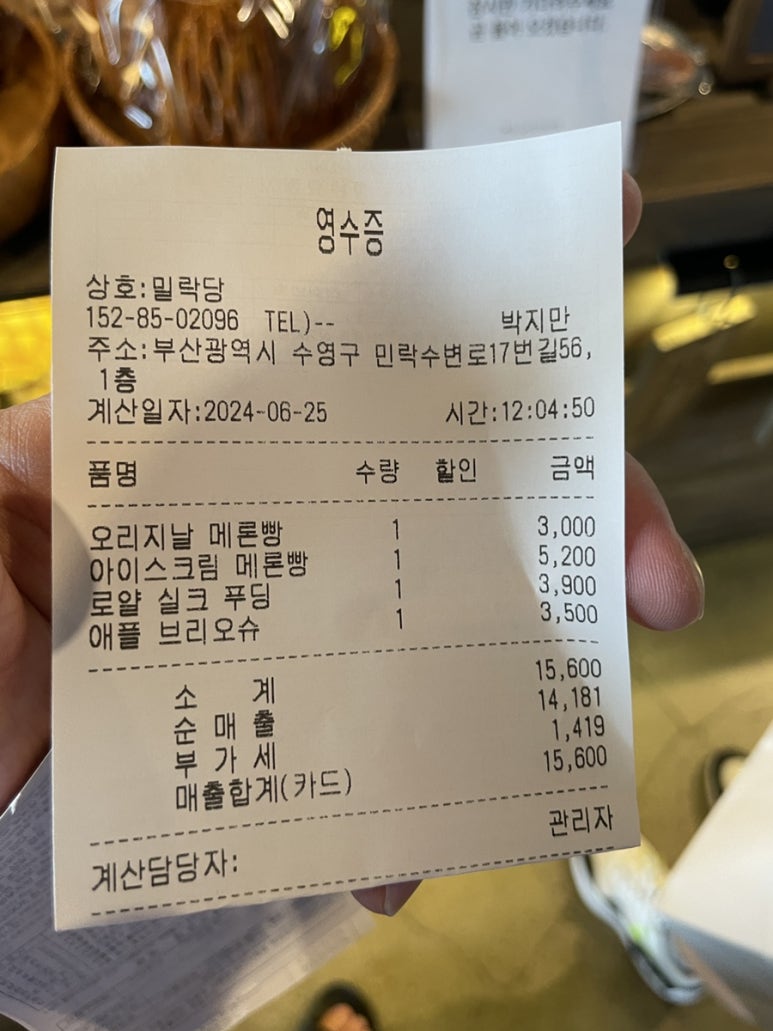 영수증
상호:밀락당
152-85-02096 TEL)-- 박지만
주소:부산광역시 수영구 민락수변로17번길56,
1층
계산일자:2024-06-25 시간:12:04:50
품명 수량 할인 금액
오리지날 메론빵 1 3,000
아이스크림 메론빵 1 5,200
로얄 실크 푸딩 1 3,900
애플 브리오슈 1 3,500
소 계 15,600
순 매 출 14,181
부 가 세 1,419
매출합계(카드) 15,600
계산담당자: 관리자